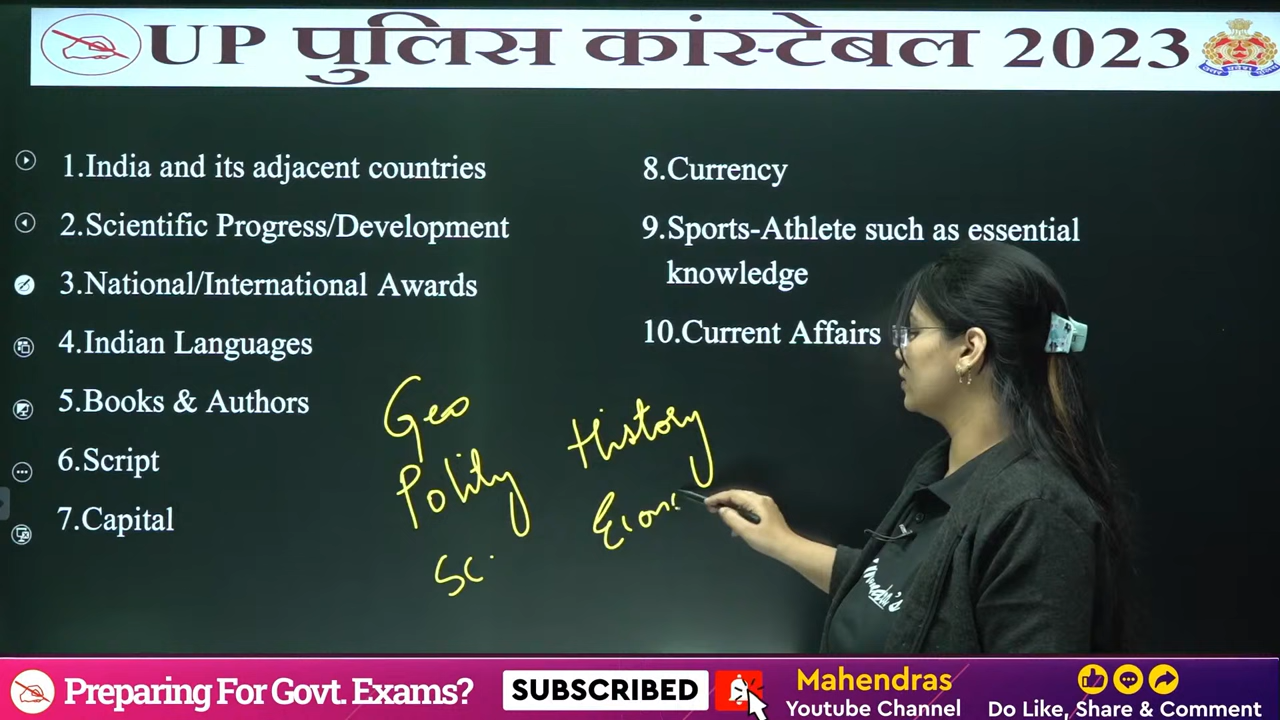 UP पुलिस कांस्टेबल 2023
1.India and its adjacent countries
2.Scientific Progress/Development
3.National/International Awards
4.Indian Languages
5.Books & Authors
6.Script
7.Capital
8.Currency
9.Sports-Athlete such as essential
knowledge
10.Current Affairs
Geo
Polity
Sc.
History
Preparing For Govt. Exams?
SUBSCRIBED
Mahendras
Youtube Channel
Do Like, Share & Comment